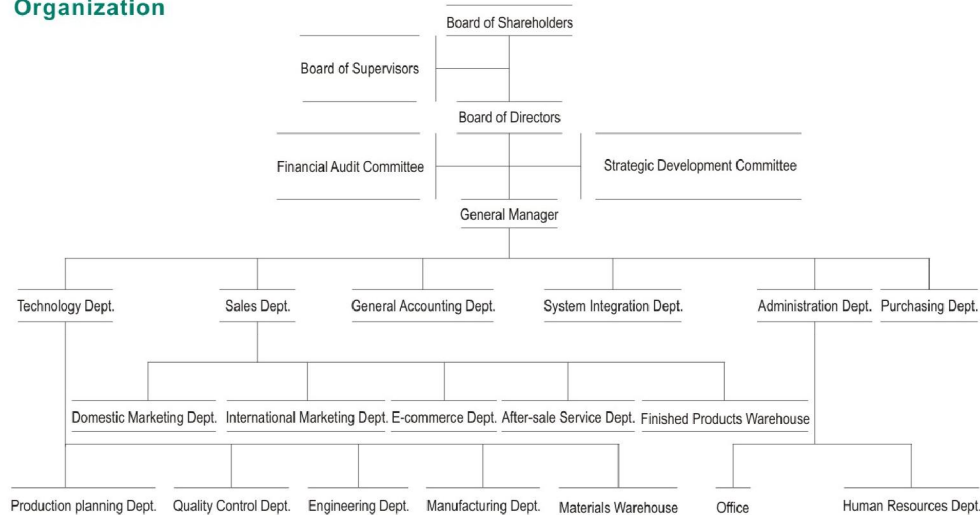 Organization
Board of Shareholders
Board of Supervisors
Board of Directors
Financial Audit Committee
Strategic Development Committee
General Manager
Technology Dept.
Sales Dept.
General Accounting Dept.
System Integration Dept.
Administration Dept.
Purchasing Dept.
Domestic Marketing Dept.
International Marketing Dept.
E-commerce Dept.
After-sale Service Dept.
Finished Products Warehouse
Production planning Dept.
Quality Control Dept.
Engineering Dept.
Manufacturing Dept.
Materials Warehouse
Office
Human Resources Dept